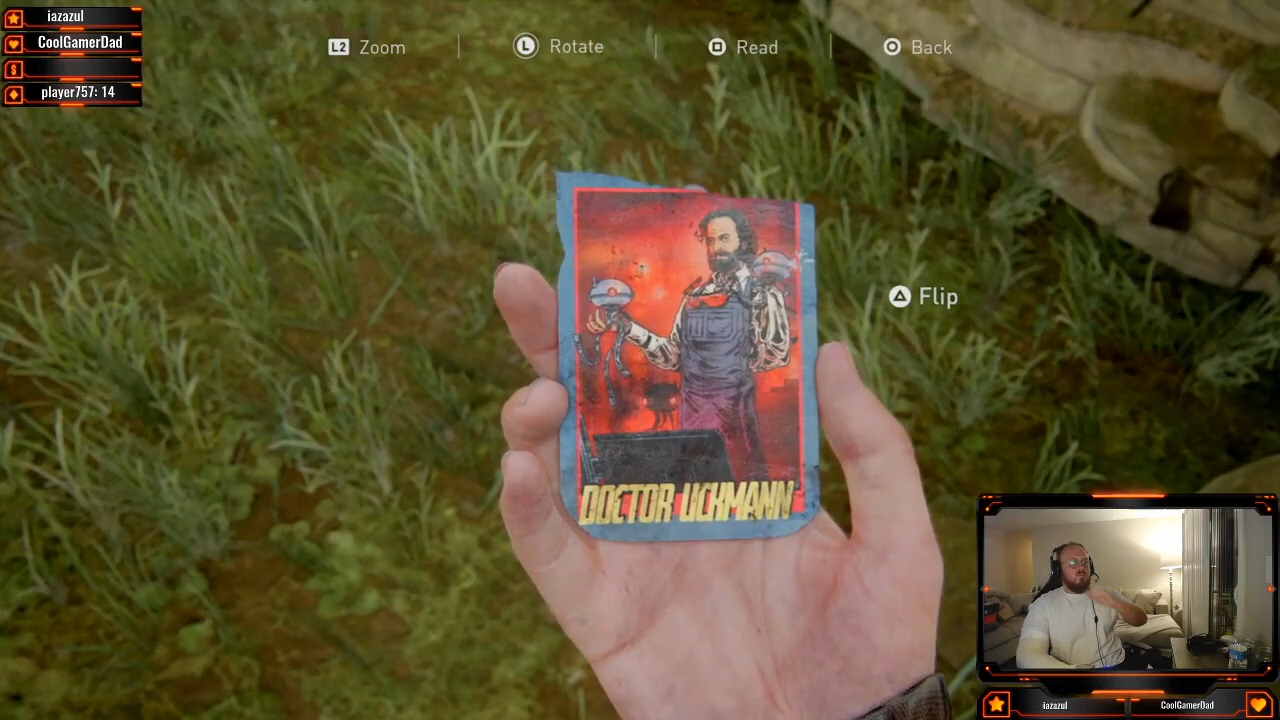 iazazul
CoolGamerDad
player757: 14
L2 Zoom
L Rotate
Read
Back
Flip
DOCTOR UCKMANN
iazazul
CoolGamerDad